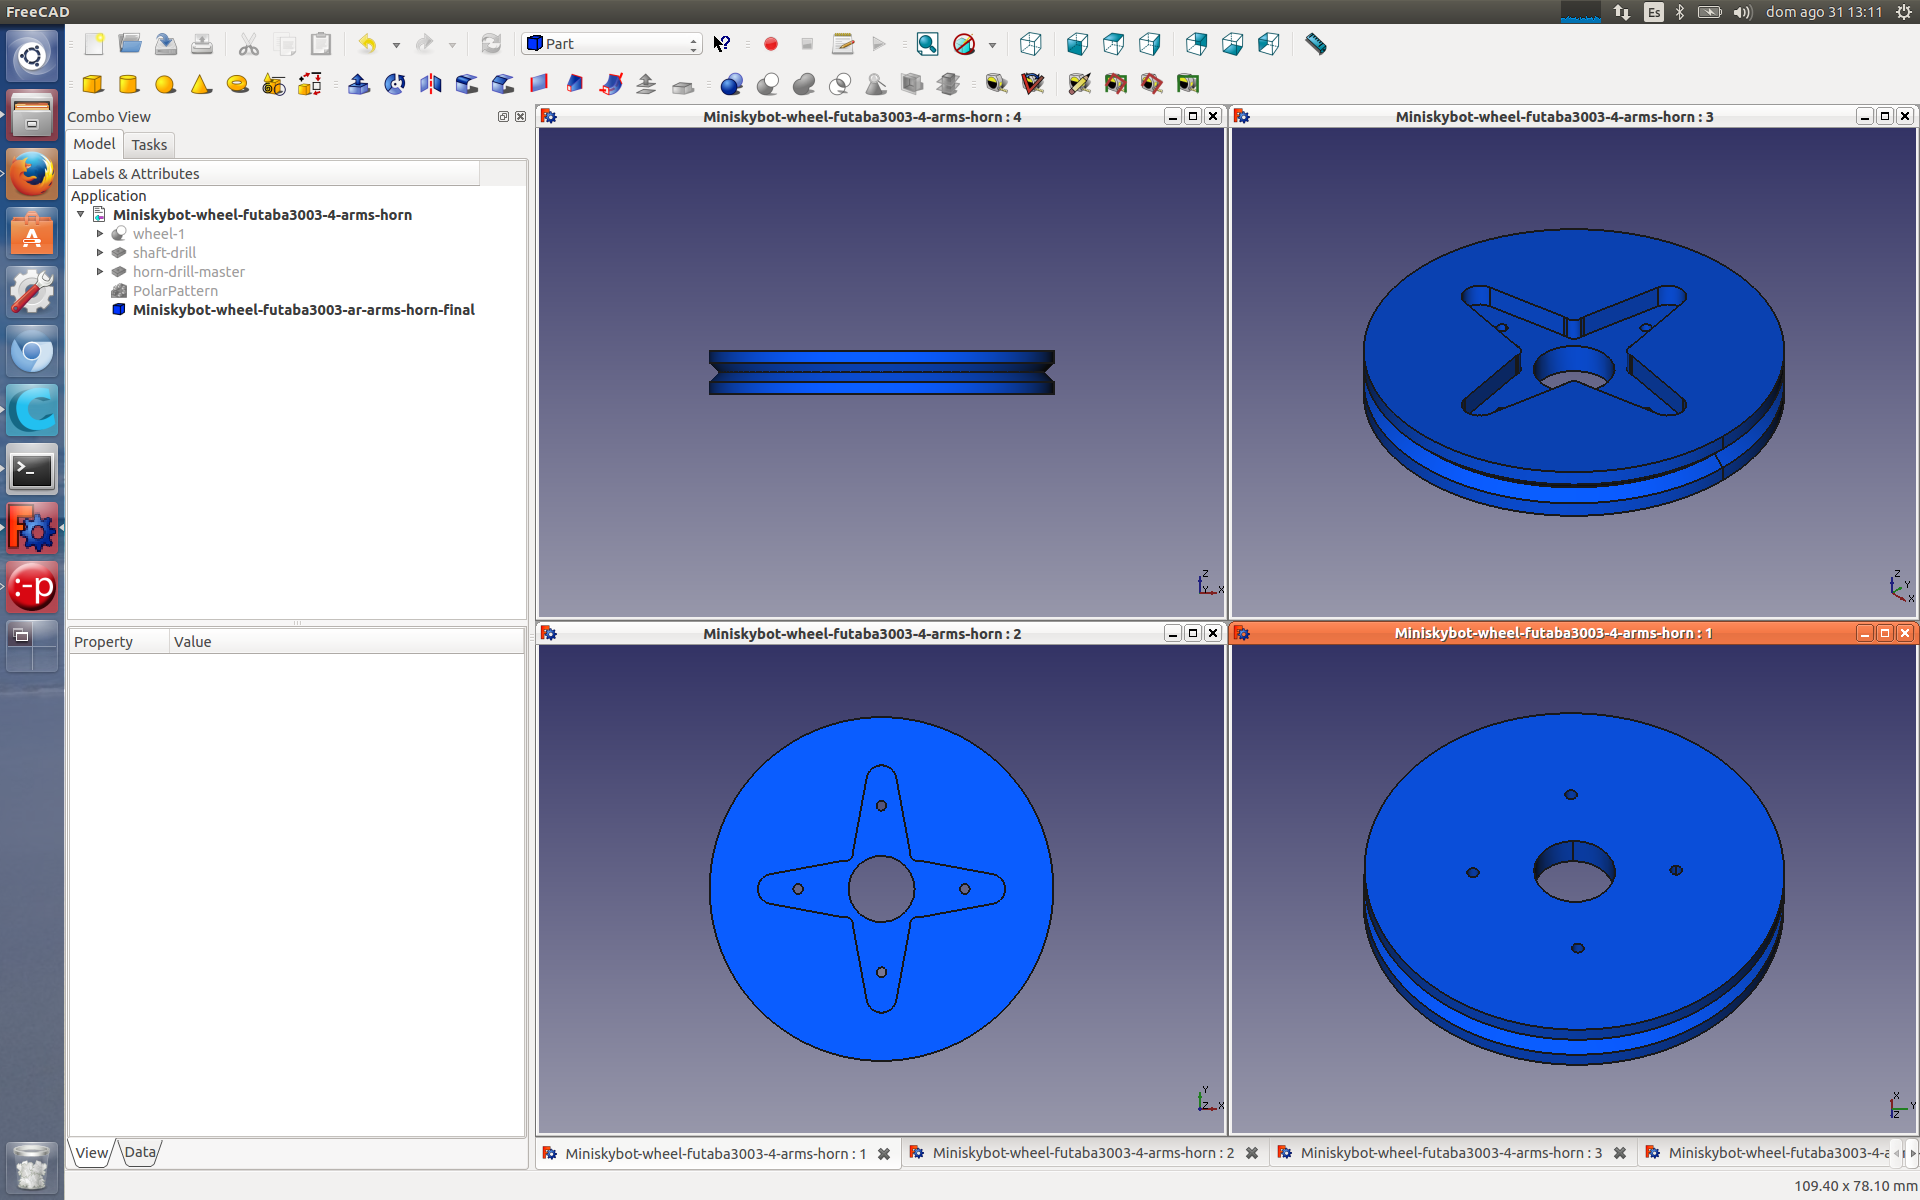 FreeCAD
Es
dom ago 31 13:11
Part
Combo View
Model
Tasks
Labels & Attributes
Application
Miniskybot-wheel-futaba3003-4-arms-horn
wheel-1
shaft-drill
horn-drill-master
PolarPattern
Miniskybot-wheel-futaba3003-ar-arms-horn-final
Property
Value
View
Data
Miniskybot-wheel-futaba3003-4-arms-horn : 4
Z
Y
X
Miniskybot-wheel-futaba3003-4-arms-horn : 3
Z
Y
X
Miniskybot-wheel-futaba3003-4-arms-horn : 2
Y
Z
X
Miniskybot-wheel-futaba3003-4-arms-horn : 1
X
Y
Z
Miniskybot-wheel-futaba3003-4-arms-horn : 1
Miniskybot-wheel-futaba3003-4-arms-horn : 2
Miniskybot-wheel-futaba3003-4-arms-horn : 3
Miniskybot-wheel-futaba3003-4-a
109.40 x 78.10 mm
:-p
>_